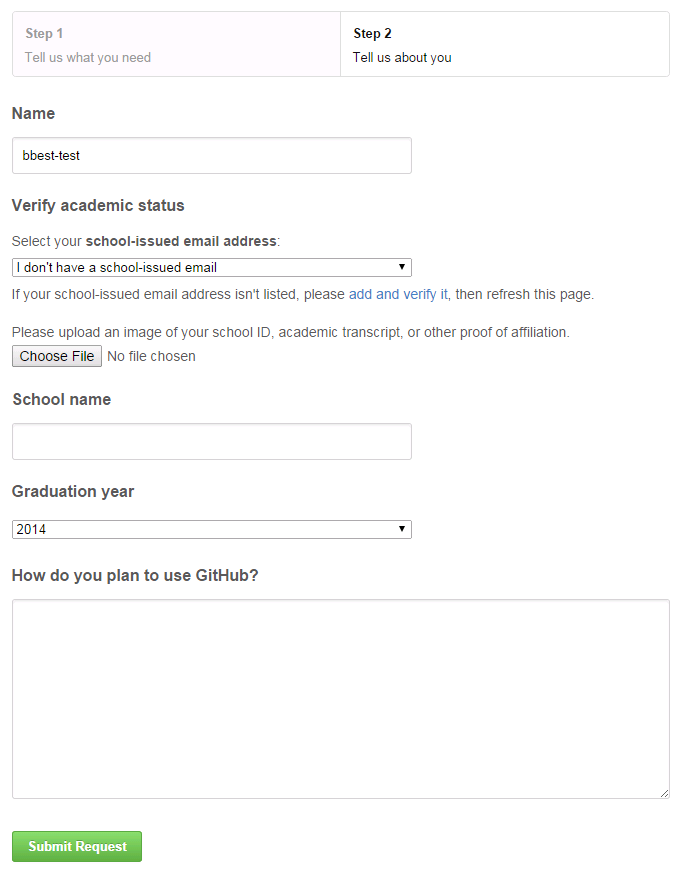 Step 1
Tell us what you need
Step 2
Tell us about you
Name
bbest-test
Verify academic status
Select your school-issued email address:
I don't have a school-issued email
If your school-issued email address isn't listed, please add and verify it, then refresh this page.
Please upload an image of your school ID, academic transcript, or other proof of affiliation.
Choose File No file chosen
School name
Graduation year
2014
How do you plan to use GitHub?
Submit Request